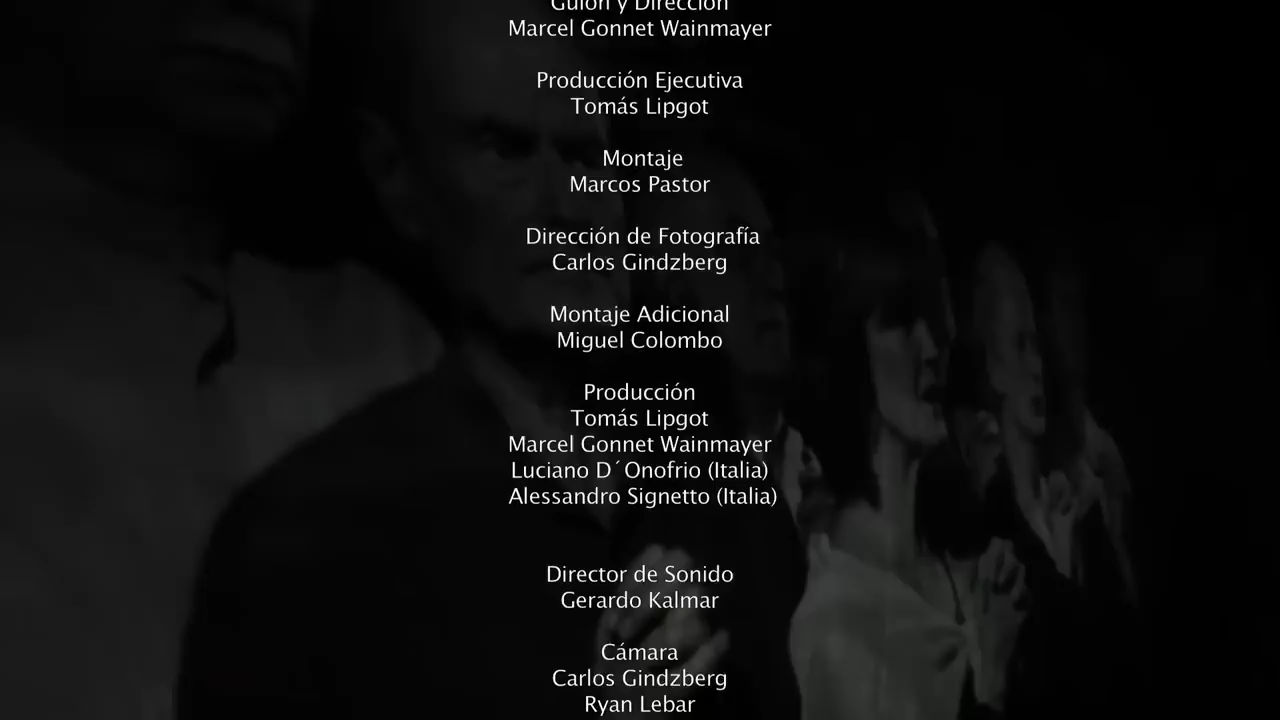 Guión y Dirección
Marcel Gonnet Wainmayer
Producción Ejecutiva
Tomás Lipgot
Montaje
Marcos Pastor
Dirección de Fotografía
Carlos Gindzberg
Montaje Adicional
Miguel Colombo
Producción
Tomás Lipgot
Marcel Gonnet Wainmayer
Luciano D´Onofrio (Italia)
Alessandro Signetto (Italia)
Director de Sonido
Gerardo Kalmar
Cámara
Carlos Gindzberg
Ryan Lebar